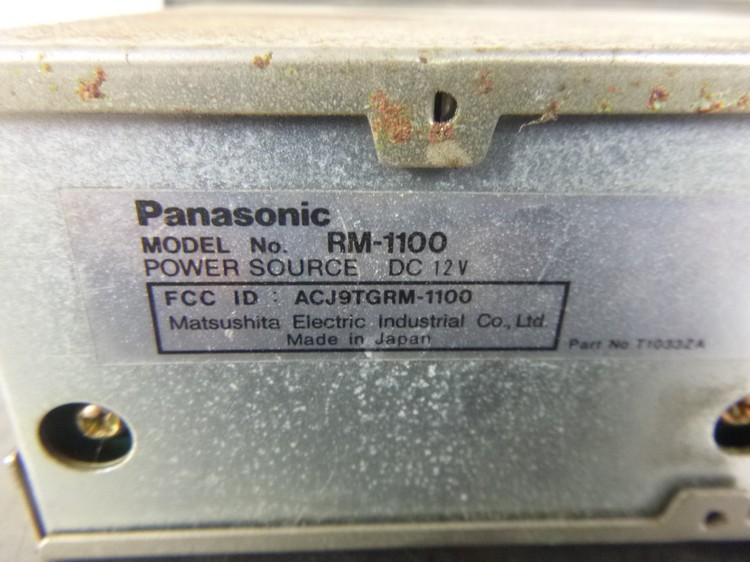 Panasonic
MODEL No. RM-1100
POWER SOURCE DC 12V
FCC ID : ACJ9TGRM-1100
Matsushita Electric Industrial Co., Ltd.
Made in Japan
Part No T1033ZA